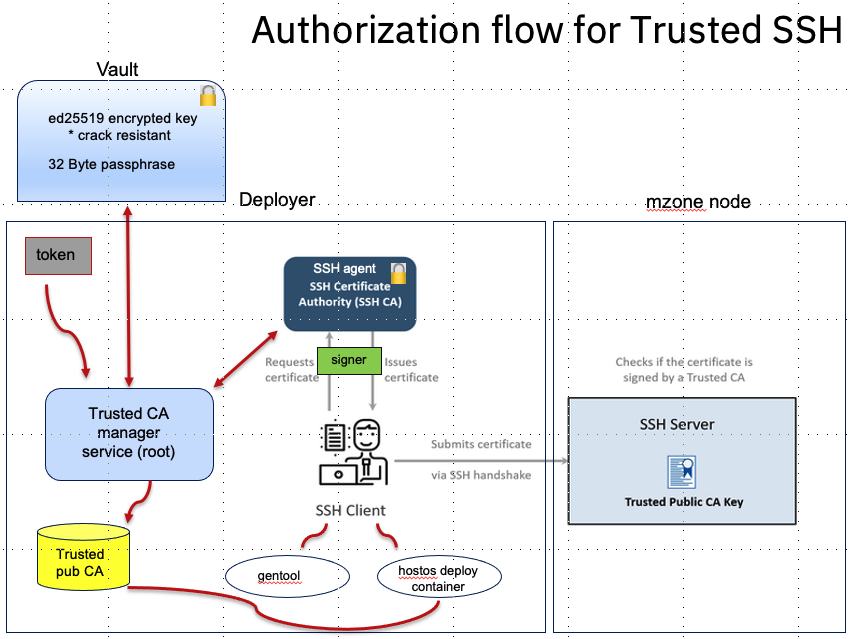 Authorization flow for Trusted SSH
Vault
ed25519 encrypted key
* crack resistant
32 Byte passphrase
Deployer
mzone node
token
SSH agent
SSH Certificate
Authority (SSH CA)
Requests
certificate
signer
Issues
certificate
Checks if the certificate is
signed by a Trusted CA
Trusted CA
manager
service (root)
SSH Server
Trusted Public CA Key
Submits certificate
via SSH handshake
SSH Client
Trusted
pub CA
gentool
hostos deploy
container